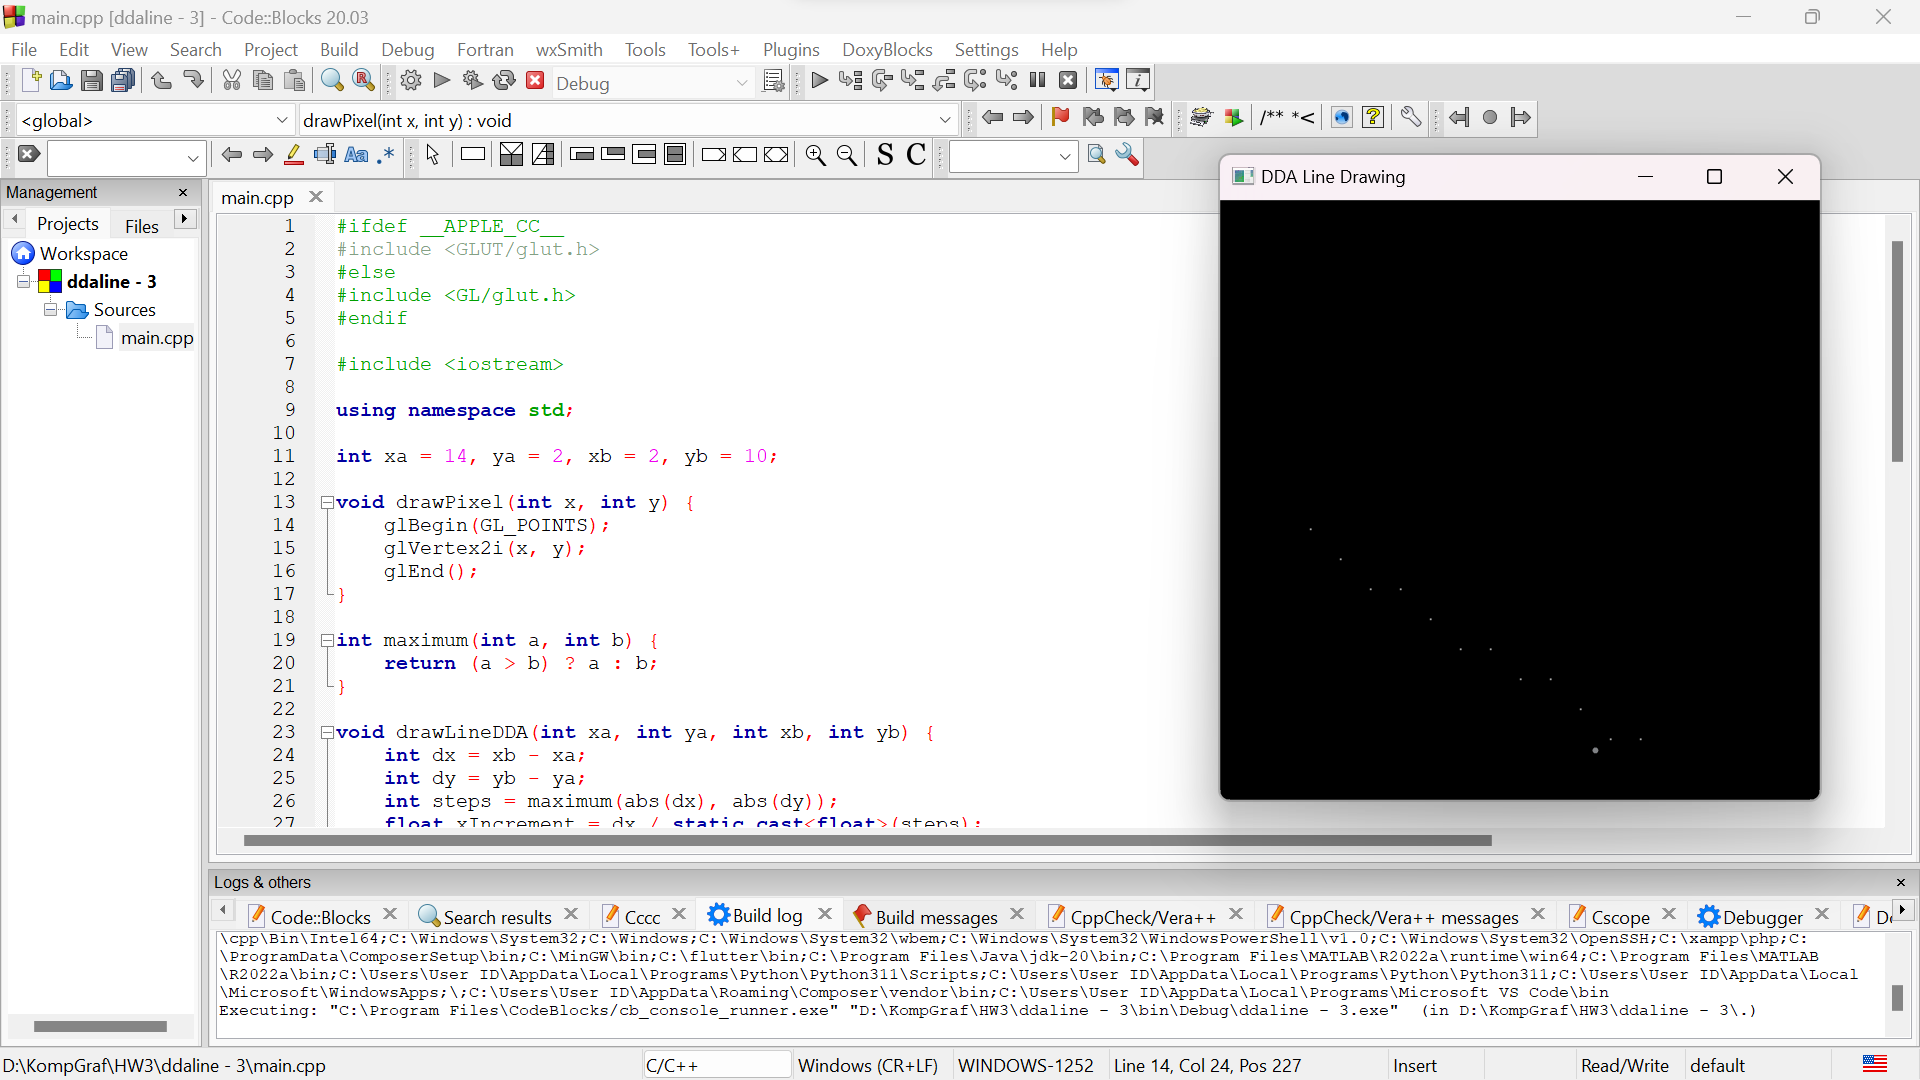 main.cpp [ddaline - 3] - Code::Blocks 20.03
File Edit View Search Project Build Debug Fortran wxSmith Tools Tools+ Plugins DoxyBlocks Settings Help
Debug
<global> drawPixel(int x, int y) : void /** *<
Aa .* S C
Management
Projects Files
Workspace
ddaline - 3
Sources
main.cpp
main.cpp
1 #ifdef __APPLE_CC__
2 #include <GLUT/glut.h>
3 #else
4 #include <GL/glut.h>
5 #endif
6
7 #include <iostream>
8
9 using namespace std;
10
11 int xa = 14, ya = 2, xb = 2, yb = 10;
12
13 void drawPixel(int x, int y) {
14 glBegin(GL_POINTS);
15 glVertex2i(x, y);
16 glEnd();
17 }
18
19 int maximum(int a, int b) {
20 return (a > b) ? a : b;
21 }
22
23 void drawLineDDA(int xa, int ya, int xb, int yb) {
24 int dx = xb - xa;
25 int dy = yb - ya;
26 int steps = maximum(abs(dx), abs(dy));
27 float xIncrement = dx / static_cast<float>(steps);
DDA Line Drawing
Logs & others
Code::Blocks Search results Cccc Build log Build messages CppCheck/Vera++ CppCheck/Vera++ messages Cscope Debugger
\cpp\Bin\Intel64;C:\Windows\System32;C:\Windows;C:\Windows\System32\wbem;C:\Windows\System32\WindowsPowerShell\v1.0;C:\Windows\System32\OpenSSH;C:\xampp\php;C:
\ProgramData\ComposerSetup\bin;C:\MinGW\bin;C:\flutter\bin;C:\Program Files\Java\jdk-20\bin;C:\Program Files\MATLAB\R2022a\runtime\win64;C:\Program Files\MATLAB
\R2022a\bin;C:\Users\User ID\AppData\Local\Programs\Python\Python311\Scripts;C:\Users\User ID\AppData\Local\Programs\Python\Python311;C:\Users\User ID\AppData\Local
\Microsoft\WindowsApps;\;C:\Users\User ID\AppData\Roaming\Composer\vendor\bin;C:\Users\User ID\AppData\Local\Programs\Microsoft VS Code\bin
Executing: "C:\Program Files\CodeBlocks/cb_console_runner.exe" "D:\KompGraf\HW3\ddaline - 3\bin\Debug\ddaline - 3.exe" (in D:\KompGraf\HW3\ddaline - 3\.)
D:\KompGraf\HW3\ddaline - 3\main.cpp C/C++ Windows (CR+LF) WINDOWS-1252 Line 14, Col 24, Pos 227 Insert Read/Write default